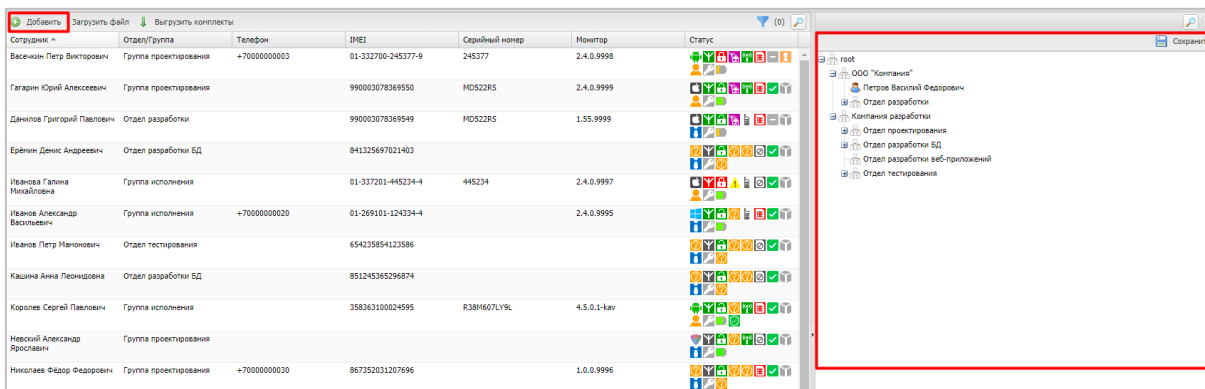 Добавить Загрузить файл Выгрузить комплекты (0)
Сотрудник Отдел/Группа Телефон IMEI Серийный номер Монитор Статус
Васечкин Петр Викторович Группа проектирования +70000000003 01-332700-245377-9 245377 2.4.0.9998
Гагарин Юрий Алексеевич Группа проектирования 990003078369550 MD522RS 2.4.0.9999
Данилов Григорий Павлович Отдел разработки 990003078369549 MD522RS 1.55.9999
Ерёмин Денис Андреевич Отдел разработки БД 841325697021403
Иванова Галина Группа исполнения 01-337201-445234-4 445234 2.4.0.9997
Михайловна
Иванов Александр Группа исполнения +70000000020 01-269101-124334-4 2.4.0.9995
Васильевич
Иванов Петр Мамонович Отдел тестирования 654235854123586
Кашина Анна Леонидовна Отдел разработки БД 851245365296874
Королев Сергей Павлович Группа исполнения 358363100024595 R38M607LY9L 4.5.0.1-kav
Невский Александр Группа проектирования
Ярославич
Николаев Фёдор Федорович Группа проектирования +70000000030 867352031207696 1.0.0.9996
Сохранит
root
ООО "Компания"
Петров Василий Федорович
Отдел разработки
Компания разработки
Отдел проектирования
Отдел разработки БД
Отдел разработки веб-приложений
Отдел тестирования